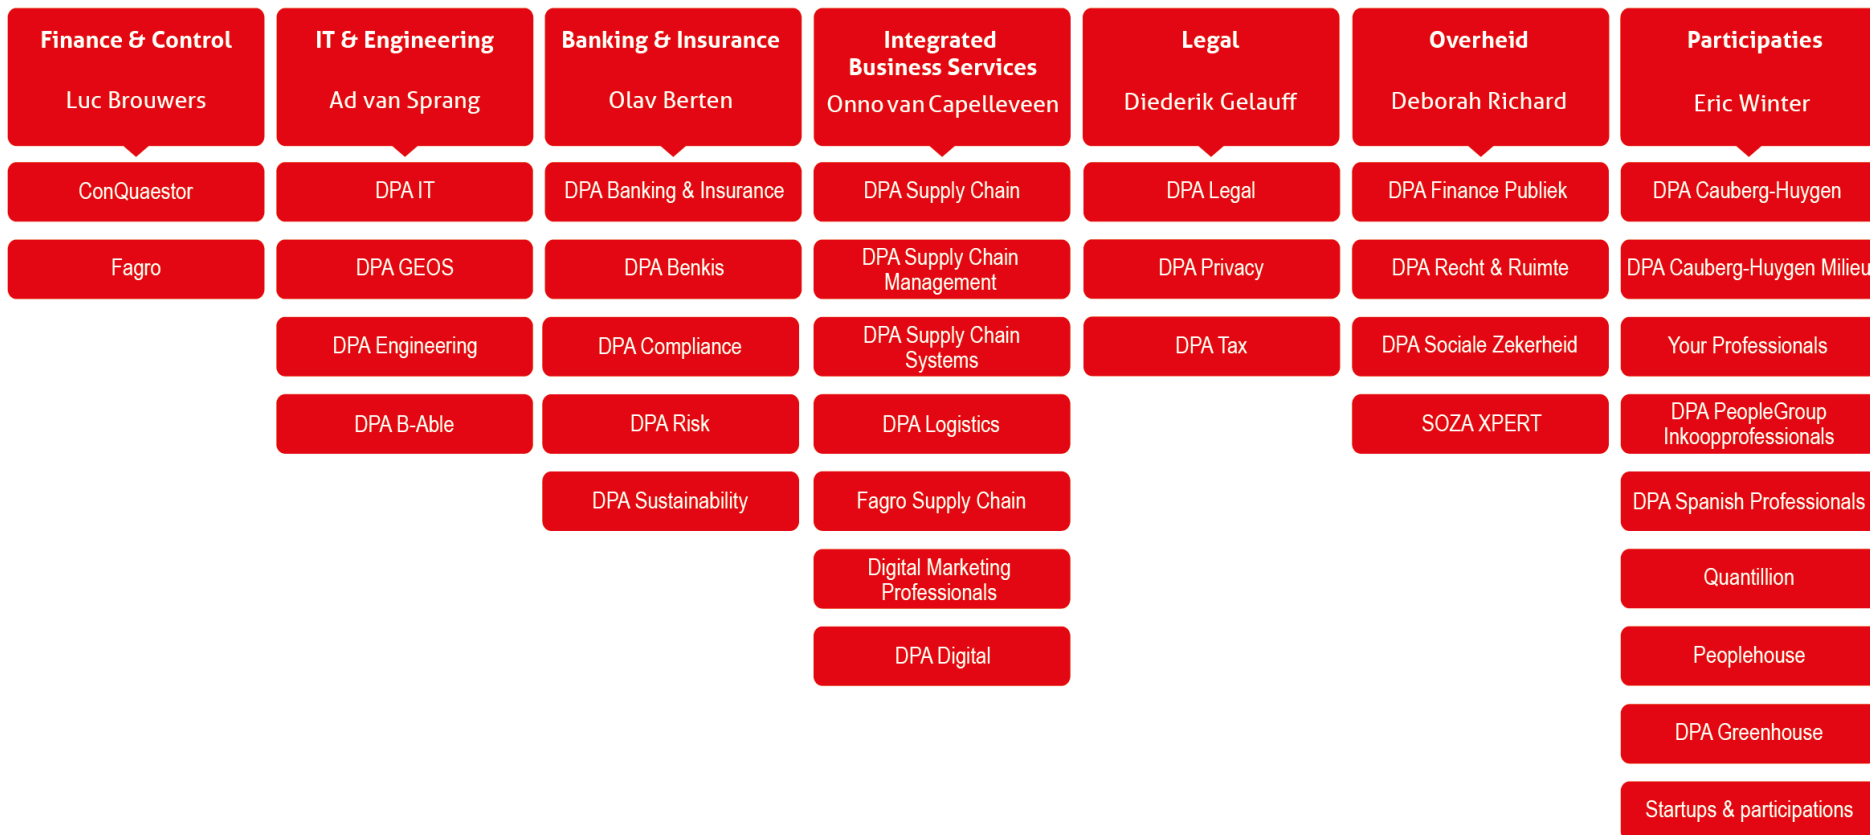 Finance & Control
Luc Brouwers
ConQuaestor
Fagro
IT & Engineering
Ad van Sprang
DPA IT
DPA GEOS
DPA Engineering
DPA B-Able
Banking & Insurance
Olav Berten
DPA Banking & Insurance
DPA Benkis
DPA Compliance
DPA Risk
DPA Sustainability
Integrated
Business Services
Onno van Capelleveen
DPA Supply Chain
DPA Supply Chain
Management
DPA Supply Chain
Systems
DPA Logistics
Fagro Supply Chain
Digital Marketing
Professionals
DPA Digital
Legal
Diederik Gelauff
DPA Legal
DPA Privacy
DPA Tax
Overheid
Deborah Richard
DPA Finance Publiek
DPA Recht & Ruimte
DPA Sociale Zekerheid
SOZA XPERT
Participaties
Eric Winter
DPA Cauberg-Huygen
DPA Cauberg-Huygen Milieu
Your Professionals
DPA PeopleGroup
Inkoopprofessionals
DPA Spanish Professionals
Quantillion
Peoplehouse
DPA Greenhouse
Startups & participations